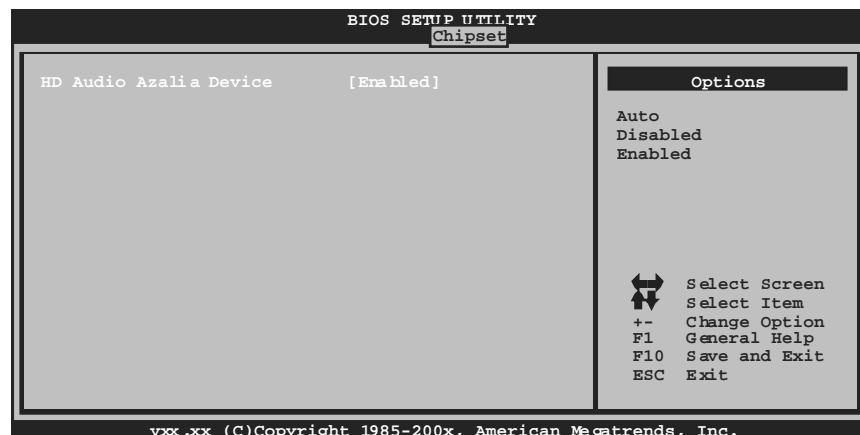 BIOS SETUP UTILITY
Chipset
HD Audio Azalia Device [Enabled]
Options
Auto
Disabled
Enabled
Select Screen
Select Item
+- Change Option
F1 General Help
F10 Save and Exit
ESC Exit
vxx.xx (C)Copyright 1985-200x, American Megatrends, Inc.